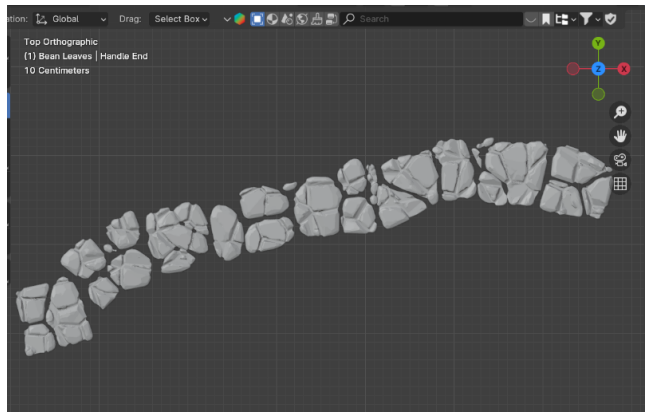 ation: Global Drag: Select Box Search
Top Orthographic
(1) Bean Leaves | Handle End
10 Centimeters
Y
Z X